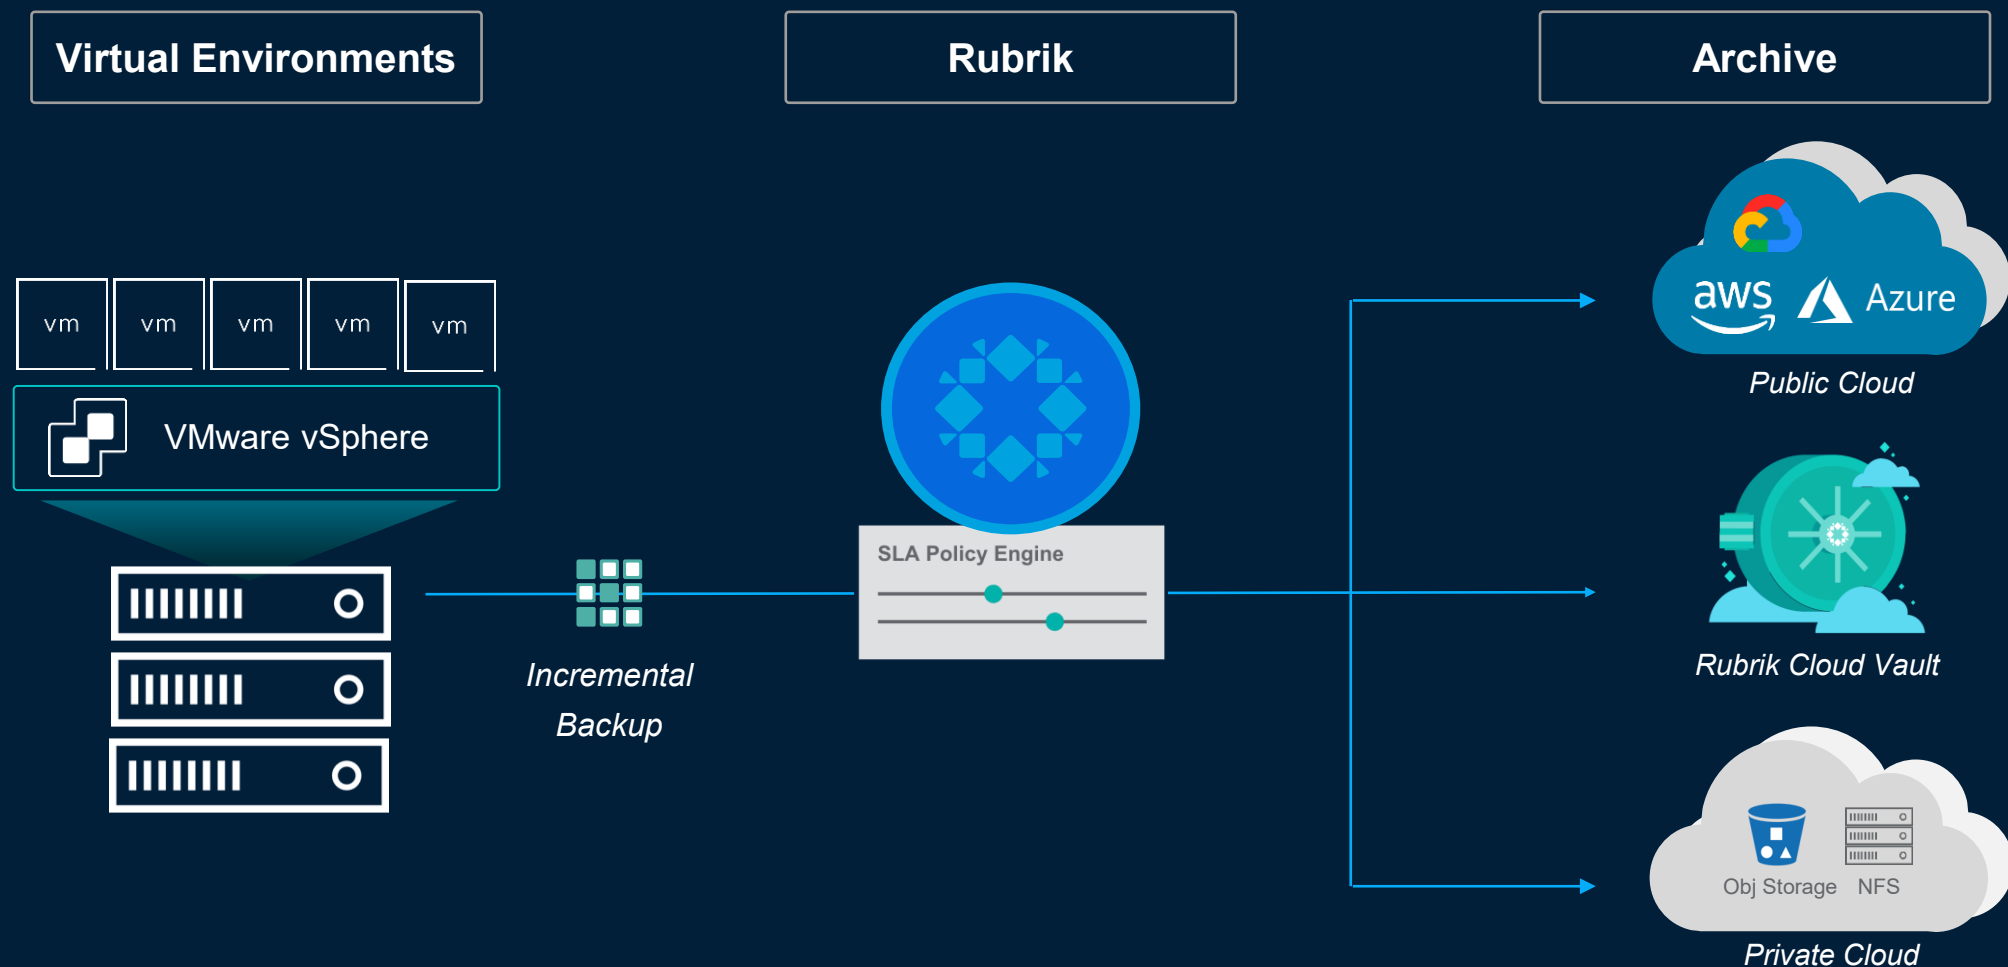 Virtual Environments
Rubrik
Archive
vm
vm
vm
vm
vm
VMware vSphere
Incremental
Backup
SLA Policy Engine
aws
Azure
Public Cloud
Rubrik Cloud Vault
Obj Storage
NFS
Private Cloud